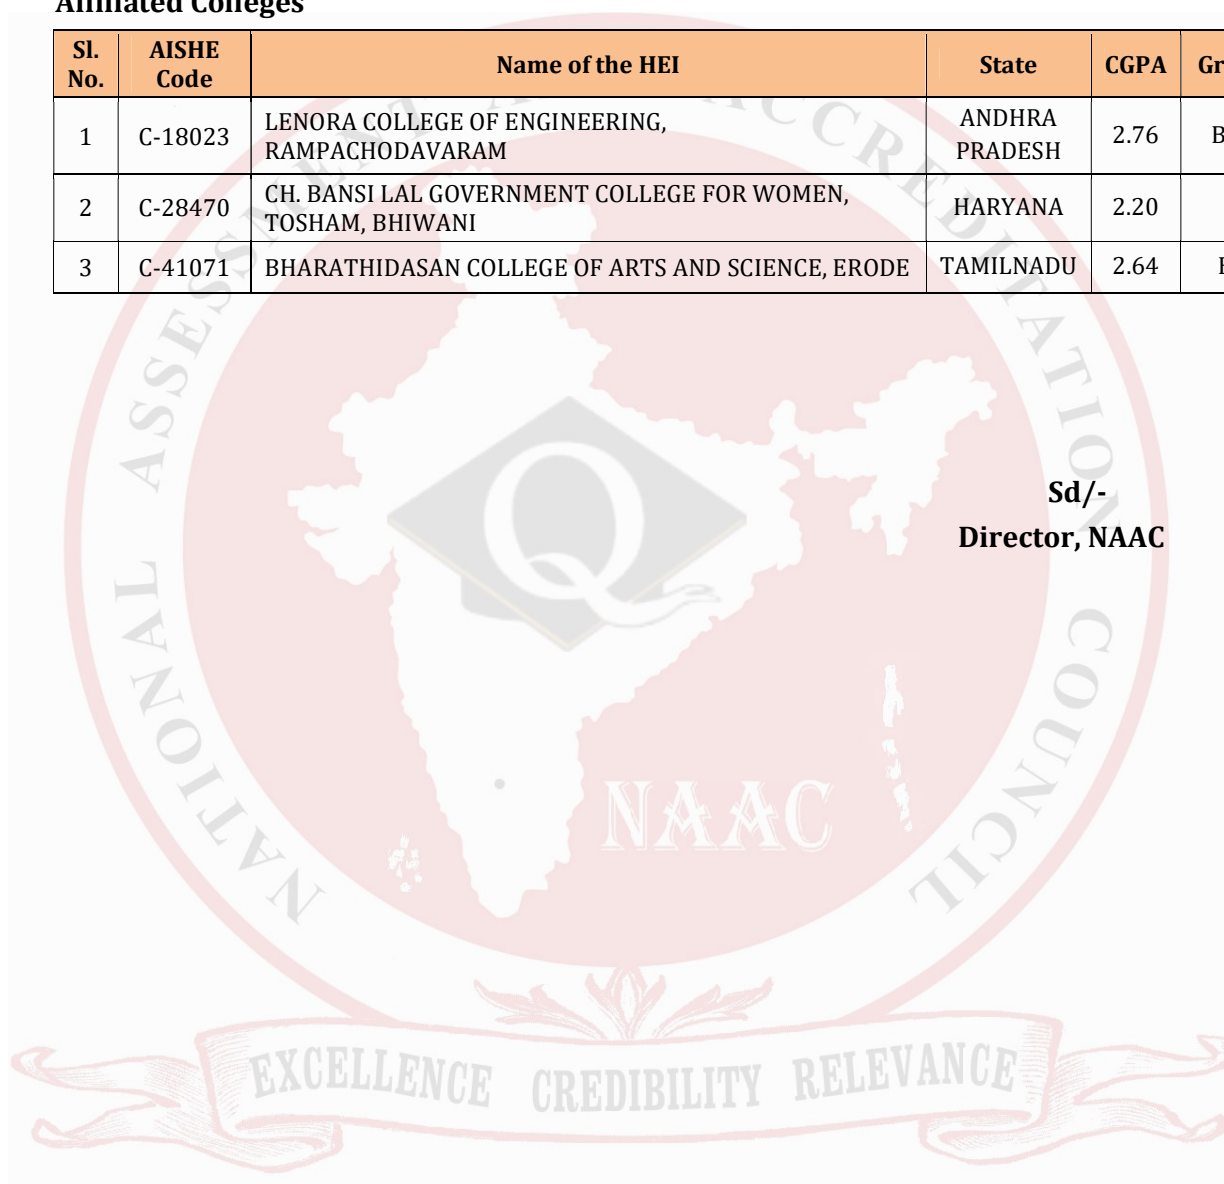 Affiliated Colleges
Sl. No. AISHE Code Name of the HEI State CGPA
1 C-18023 LENORA COLLEGE OF ENGINEERING, RAMPACHODAVARAM ANDHRA PRADESH 2.76
2 C-28470 CH. BANSI LAL GOVERNMENT COLLEGE FOR WOMEN, TOSHAM, BHIWANI HARYANA 2.20
3 C-41071 BHARATHIDASAN COLLEGE OF ARTS AND SCIENCE, ERODE TAMILNADU 2.64
Sd/-
Director, NAAC
NATIONAL ASSESSMENT AND ACCREDITATION COUNCIL
NAAC
EXCELLENCE CREDIBILITY RELEVANCE